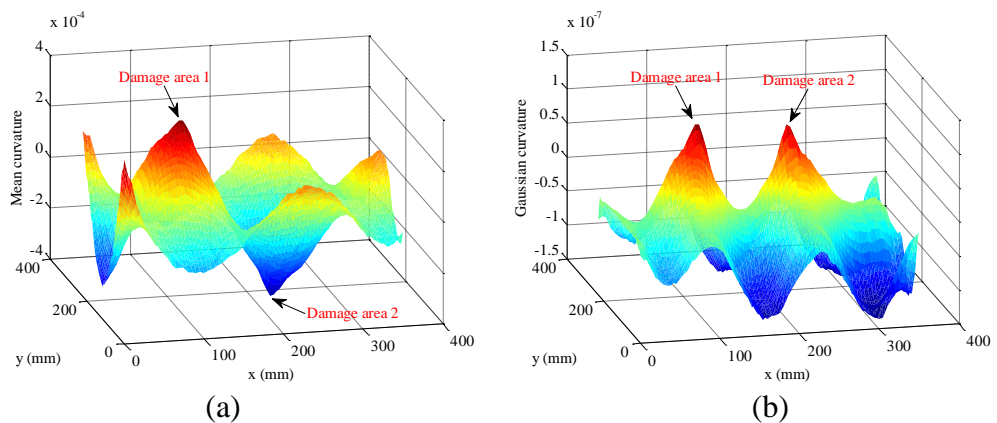 x 10⁻⁴
4
2
0
-2
-4
Mean curvature
Damage area 1
Damage area 2
400
200
0
y (mm)
0
100
200
300
400
x (mm)
(a)
x 10⁻⁷
1.5
1
0.5
0
-0.5
-1
-1.5
Gaussian curvature
Damage area 1
Damage area 2
400
200
0
y (mm)
0
100
200
300
400
x (mm)
(b)